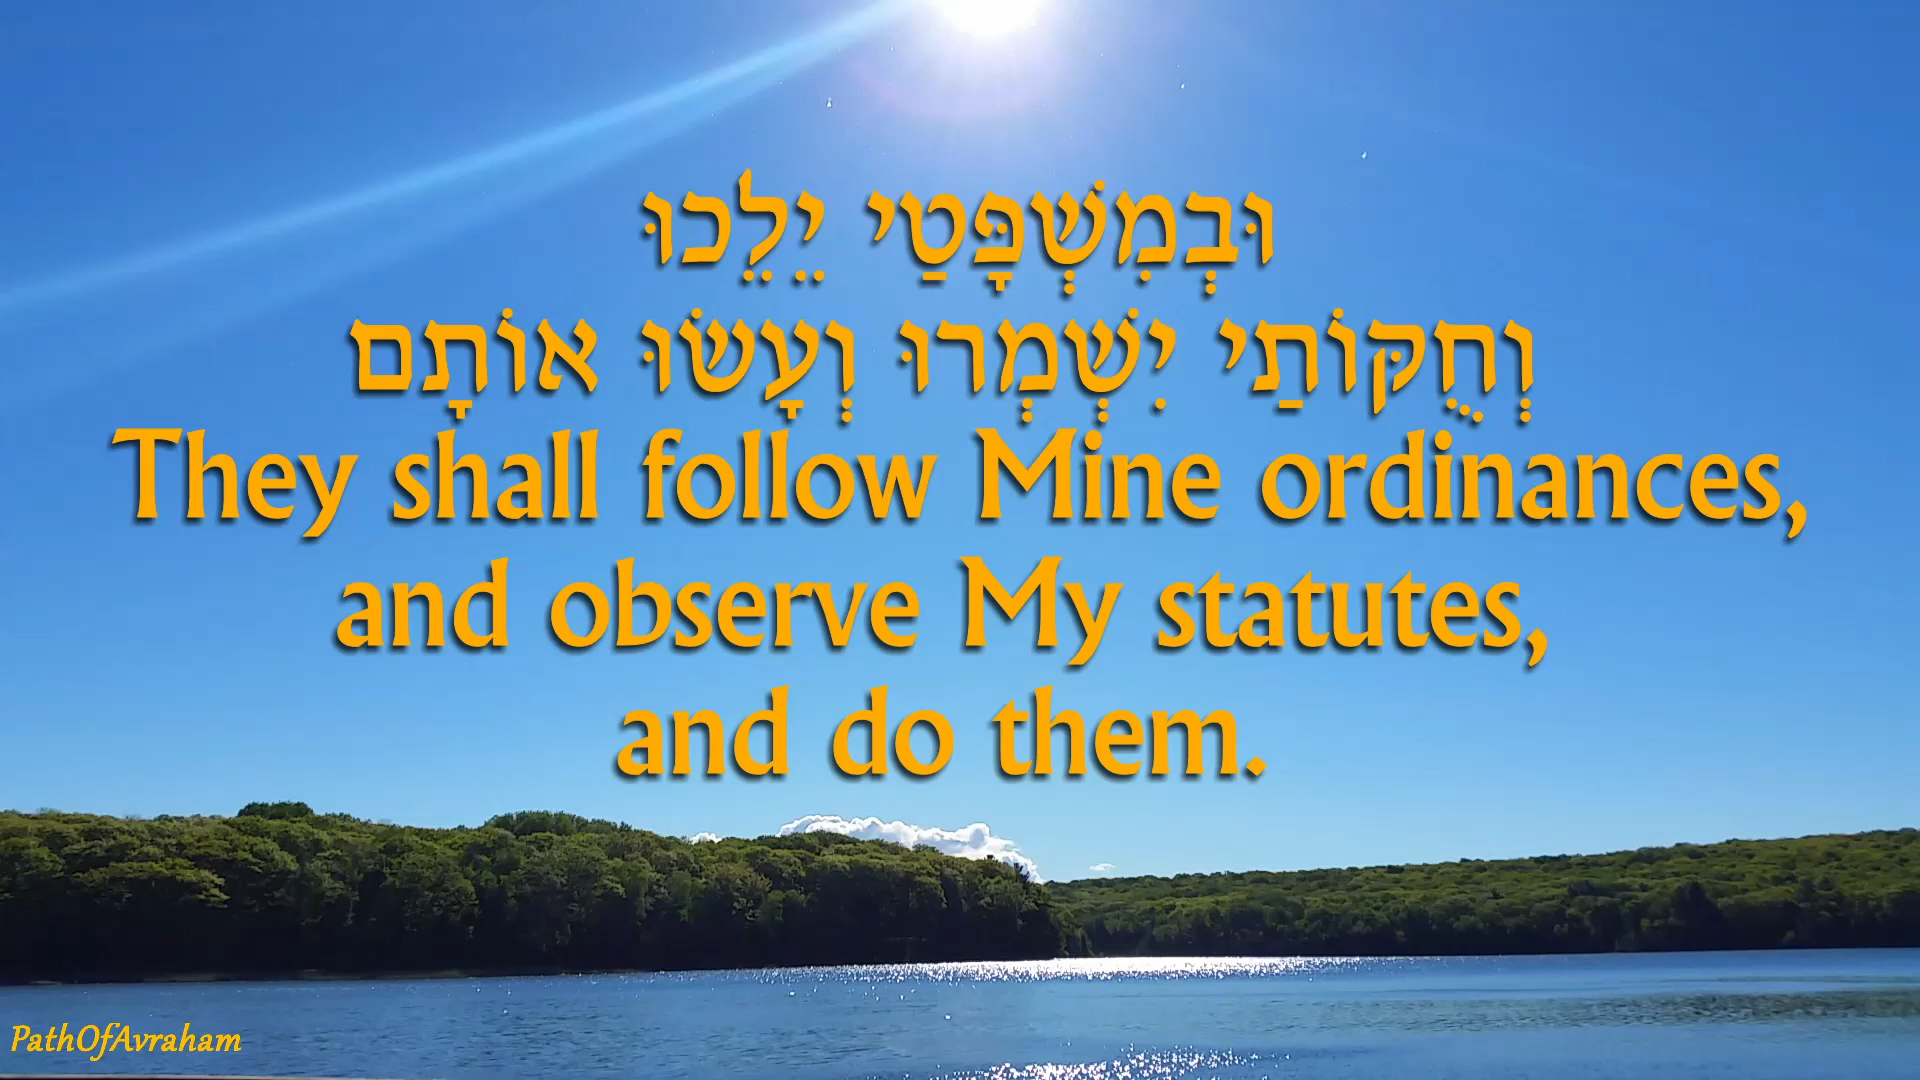 וּבְמִשְׁפָּטַי יֵלֵכוּ
וְחֻקּוֹתַי יִשְׁמְרוּ וְעָשׂוּ אוֹתָם
They shall follow Mine ordinances,
and observe My statutes,
and do them.
PathOfAvraham